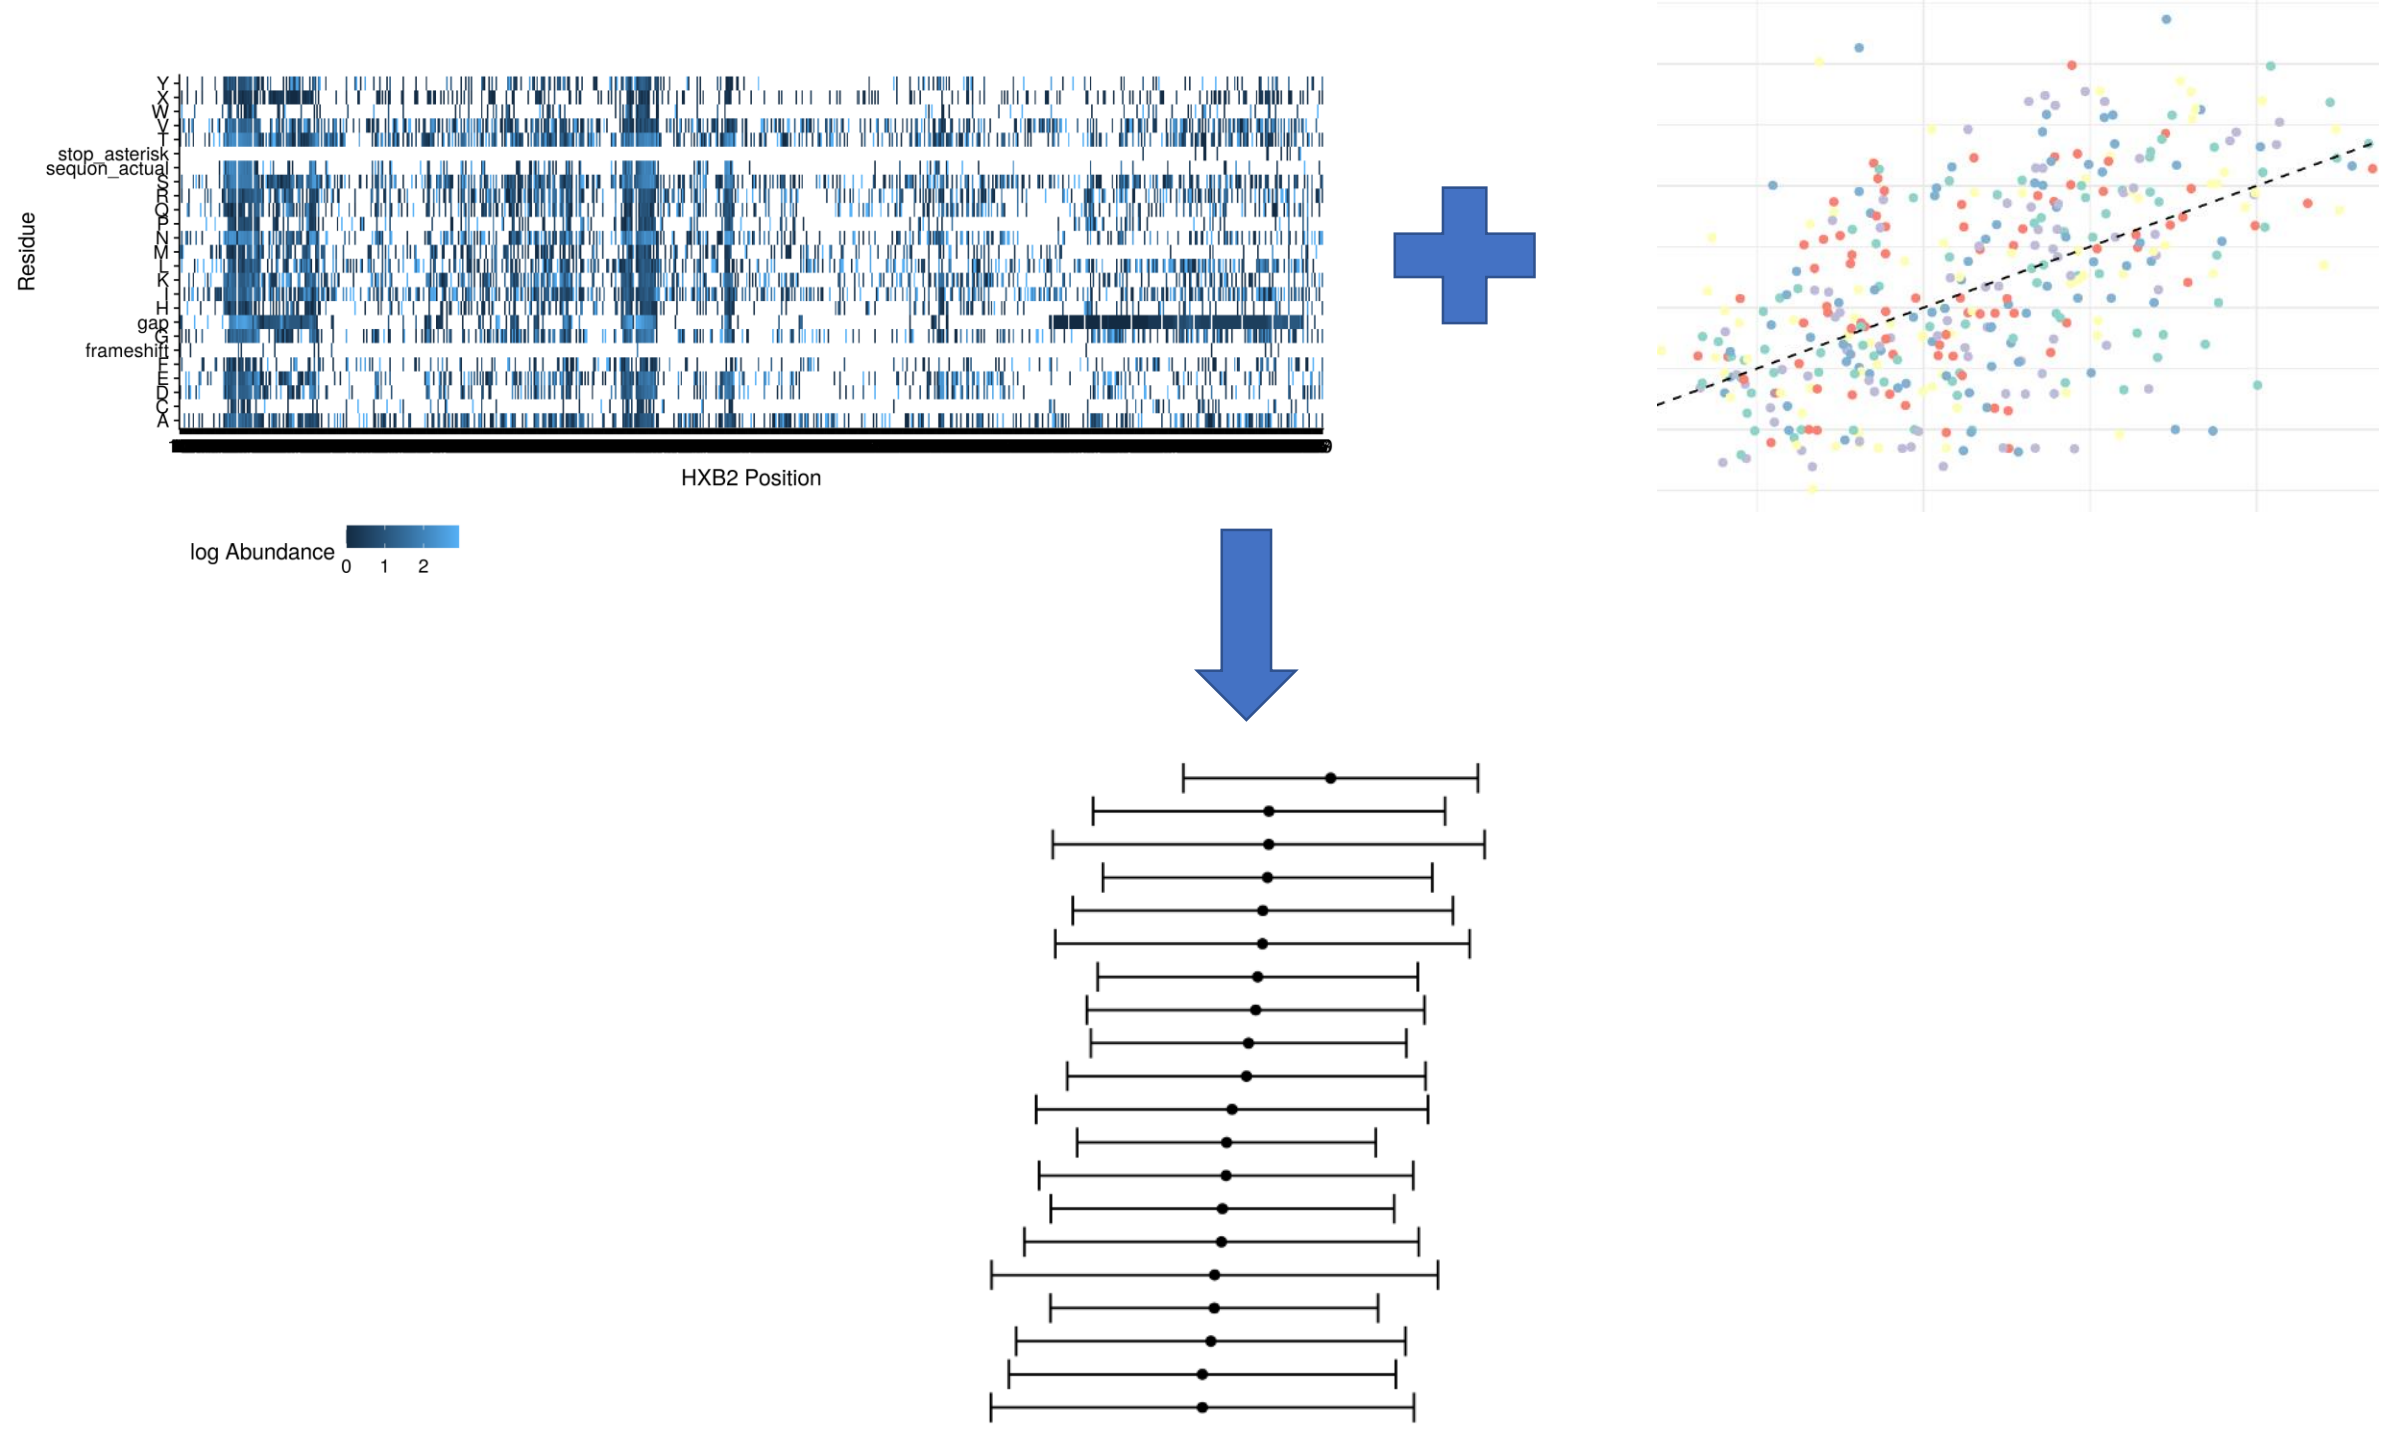 Y
X
W
V
T
stop_asterisk
sequon_actual
S
R
Q
P
N
M
L
K
I
H
gap
G
frameshift
F
E
D
C
A
Residue
HXB2 Position
log Abundance
0 1 2